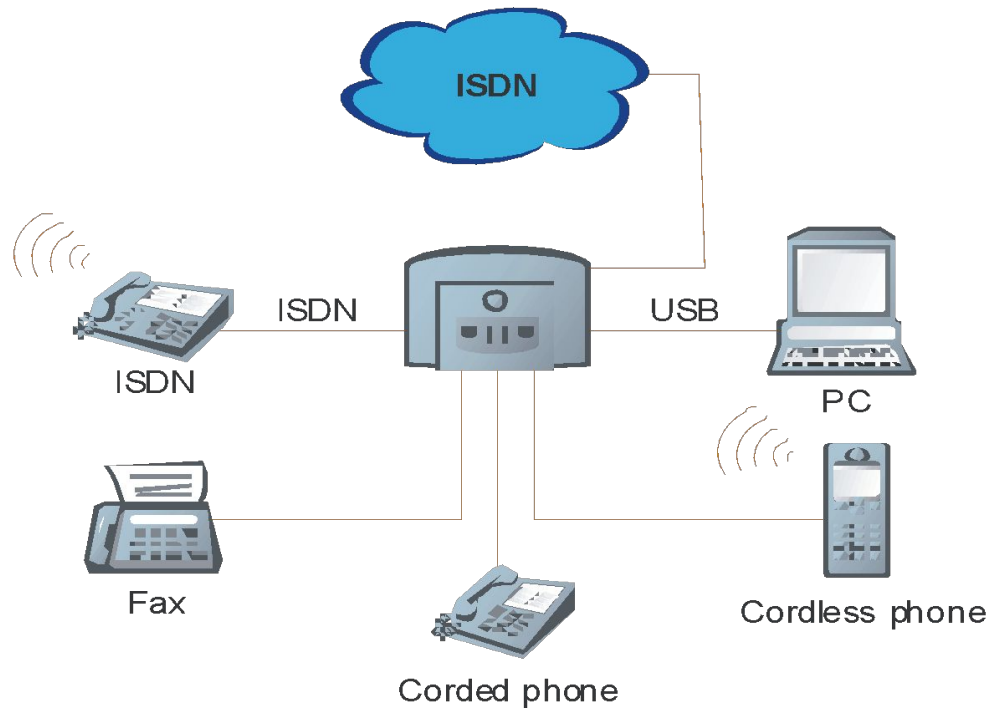 ISDN
ISDN
USB
ISDN
PC
Fax
Cordless phone
Corded phone